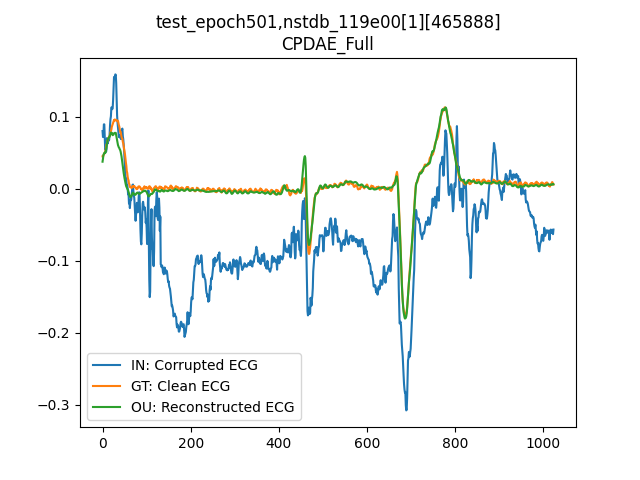 test_epoch501,nstdb_119e00[1][465888]
CPDAE_Full
0.1
0.0
−0.1
−0.2
−0.3
IN: Corrupted ECG
GT: Clean ECG
OU: Reconstructed ECG
0 200 400 600 800 1000